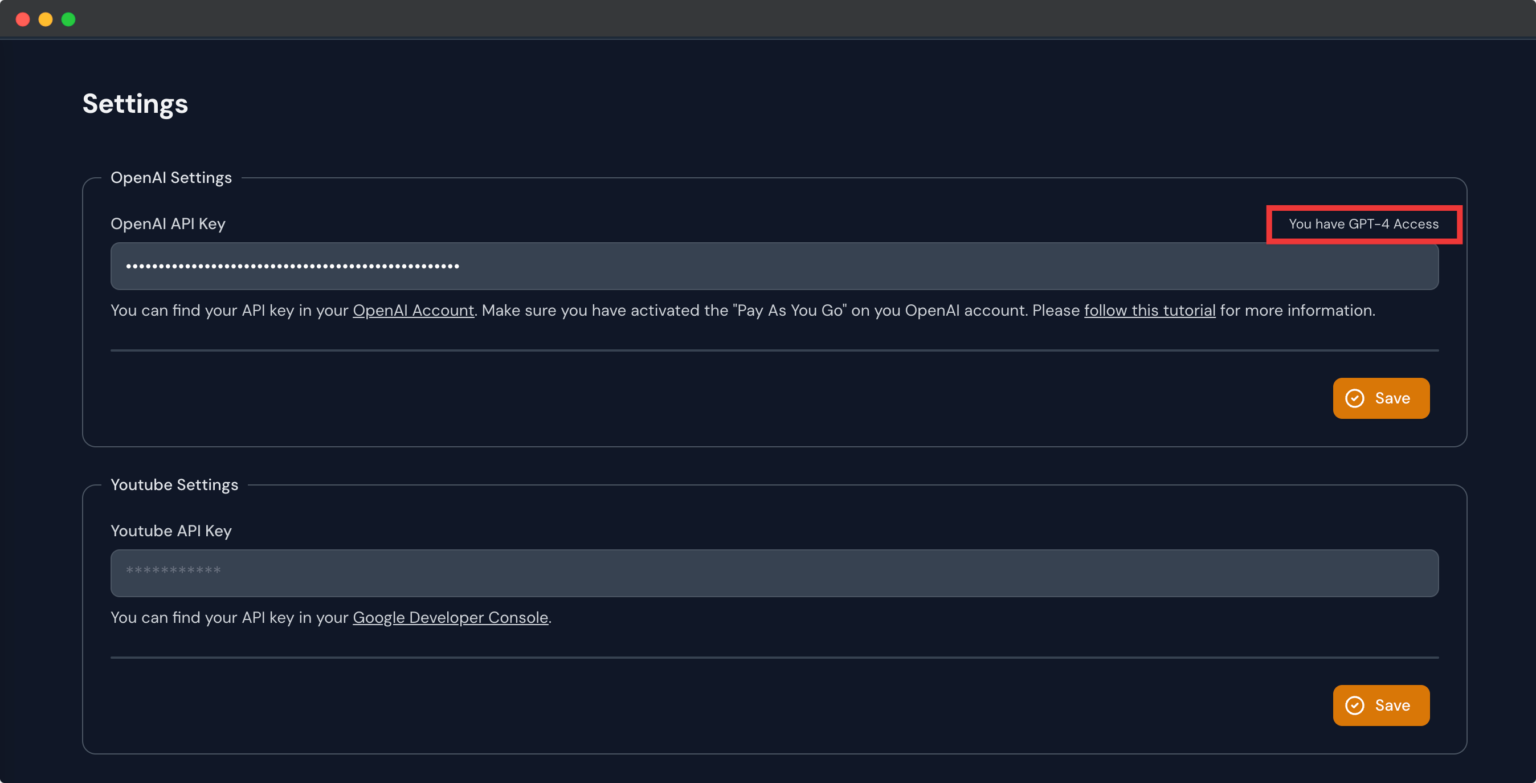 Settings
OpenAI Settings
OpenAI API Key
You have GPT-4 Access
••••••••••••••••••••••••••••••••••••••••••••••••••••
You can find your API key in your OpenAI Account. Make sure you have activated the "Pay As You Go" on you OpenAI account. Please follow this tutorial for more information.
Save
Youtube Settings
Youtube API Key
***********
You can find your API key in your Google Developer Console.
Save